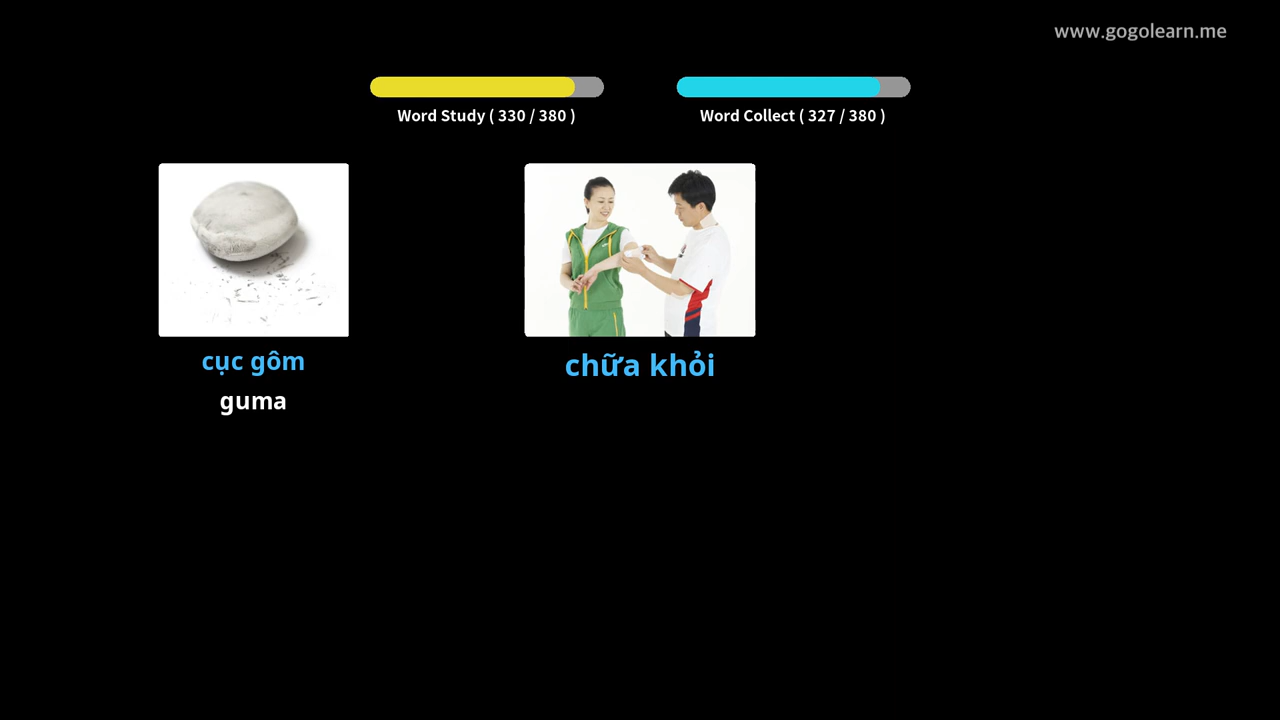 www.gogolearn.me
Word Study ( 330 / 380 )
Word Collect ( 327 / 380 )
cục gôm
guma
chữa khỏi